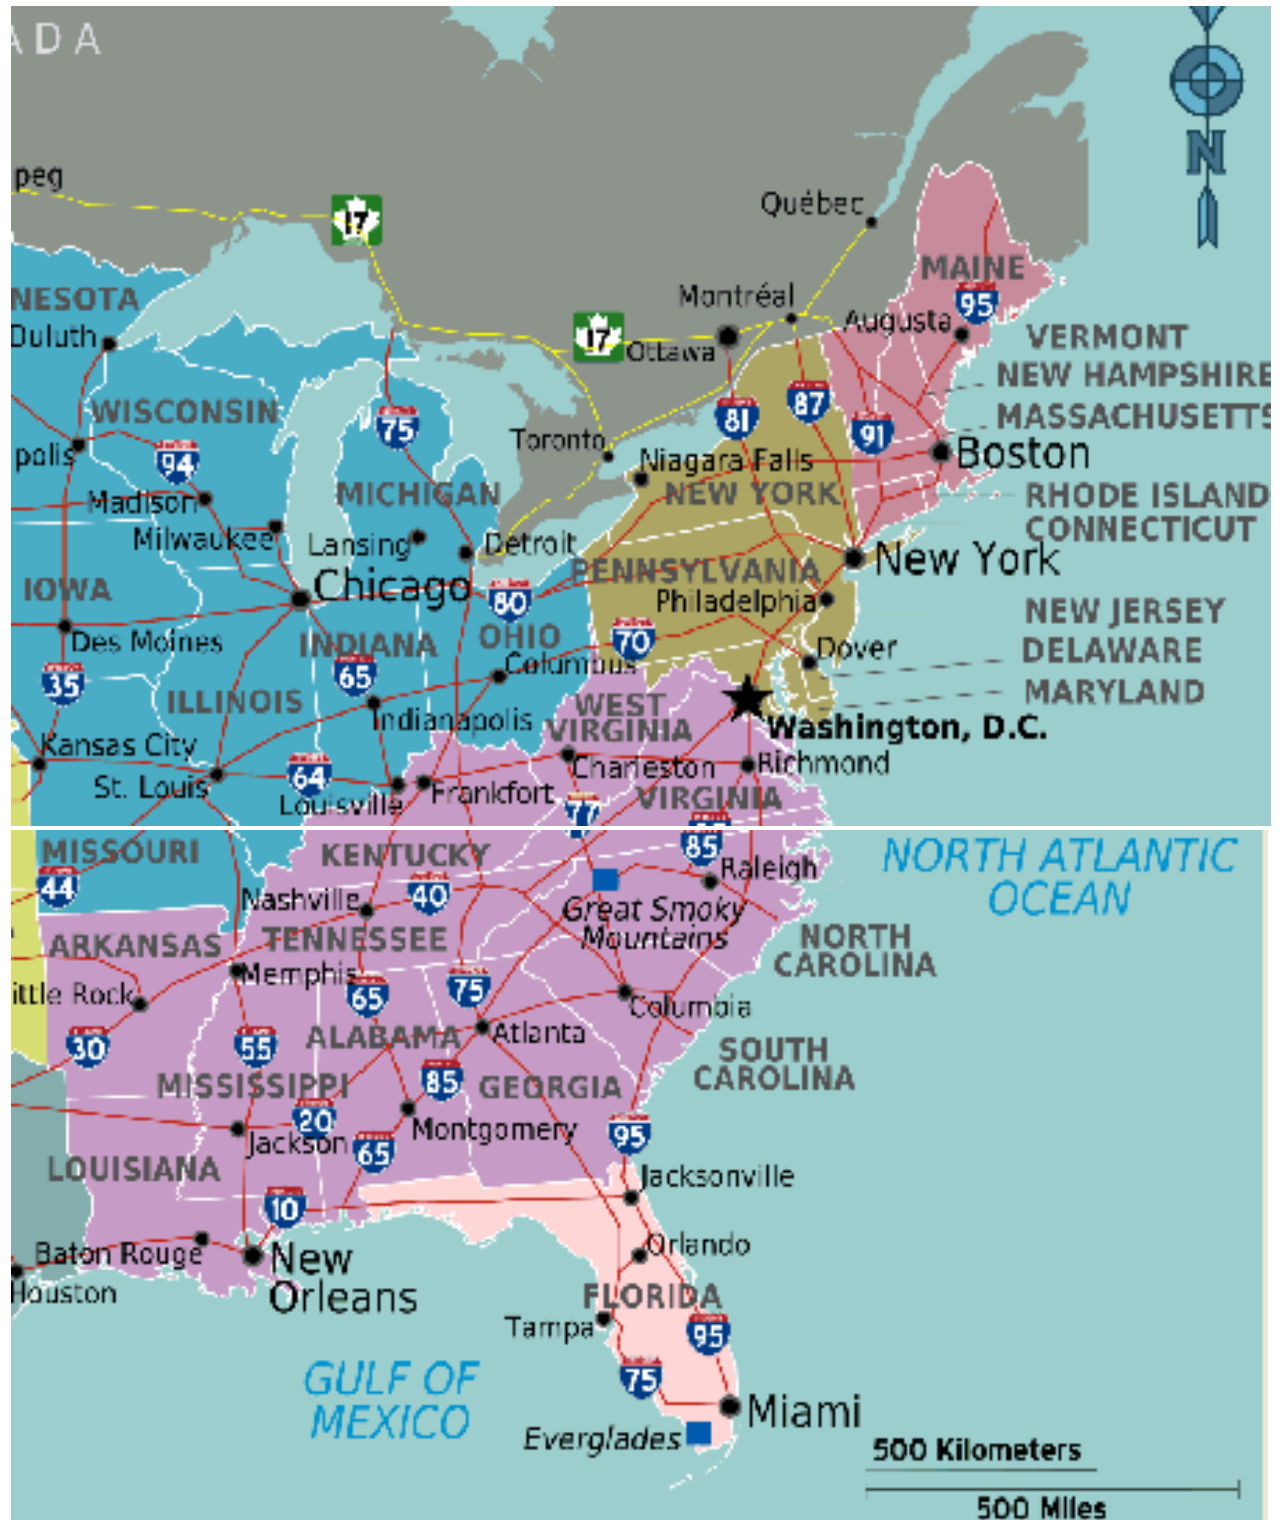 ADA
peg
17
Québec
MAINE
NESOTA
Montréal
95
Duluth
17
Ottawa
Augusta
VERMONT
NEW HAMPSHIRE
WISCONSIN
75
81
87
91
MASSACHUSETTS
polis
94
Toronto
Niagara Falls
Boston
Madison
MICHIGAN
NEW YORK
RHODE ISLAND
Milwaukee
Lansing
Detroit
CONNECTICUT
IOWA
Chicago
80
PENNSYLVANIA
New York
Philadelphia
NEW JERSEY
Des Moines
INDIANA
OHIO
70
Dover
DELAWARE
35
65
Columbus
ILLINOIS
WEST
VIRGINIA
MARYLAND
Indianapolis
Washington, D.C.
Kansas City
Charleston
Richmond
St. Louis
64
Louisville
Frankfort
77
VIRGINIA
MISSOURI
KENTUCKY
85
NORTH ATLANTIC
OCEAN
44
Nashville
40
Raleigh
Great Smoky
Mountains
ARKANSAS
TENNESSEE
NORTH
CAROLINA
Memphis
ittle Rock
65
75
Columbia
30
55
ALABAMA
Atlanta
SOUTH
CAROLINA
MISSISSIPPI
85
GEORGIA
20
Jackson
Montgomery
95
65
LOUISIANA
Jacksonville
10
Baton Rouge
New
Orleans
Orlando
Houston
FLORIDA
Tampa
95
GULF OF
MEXICO
75
Miami
Everglades
500 Kilometers
500 Miles
N